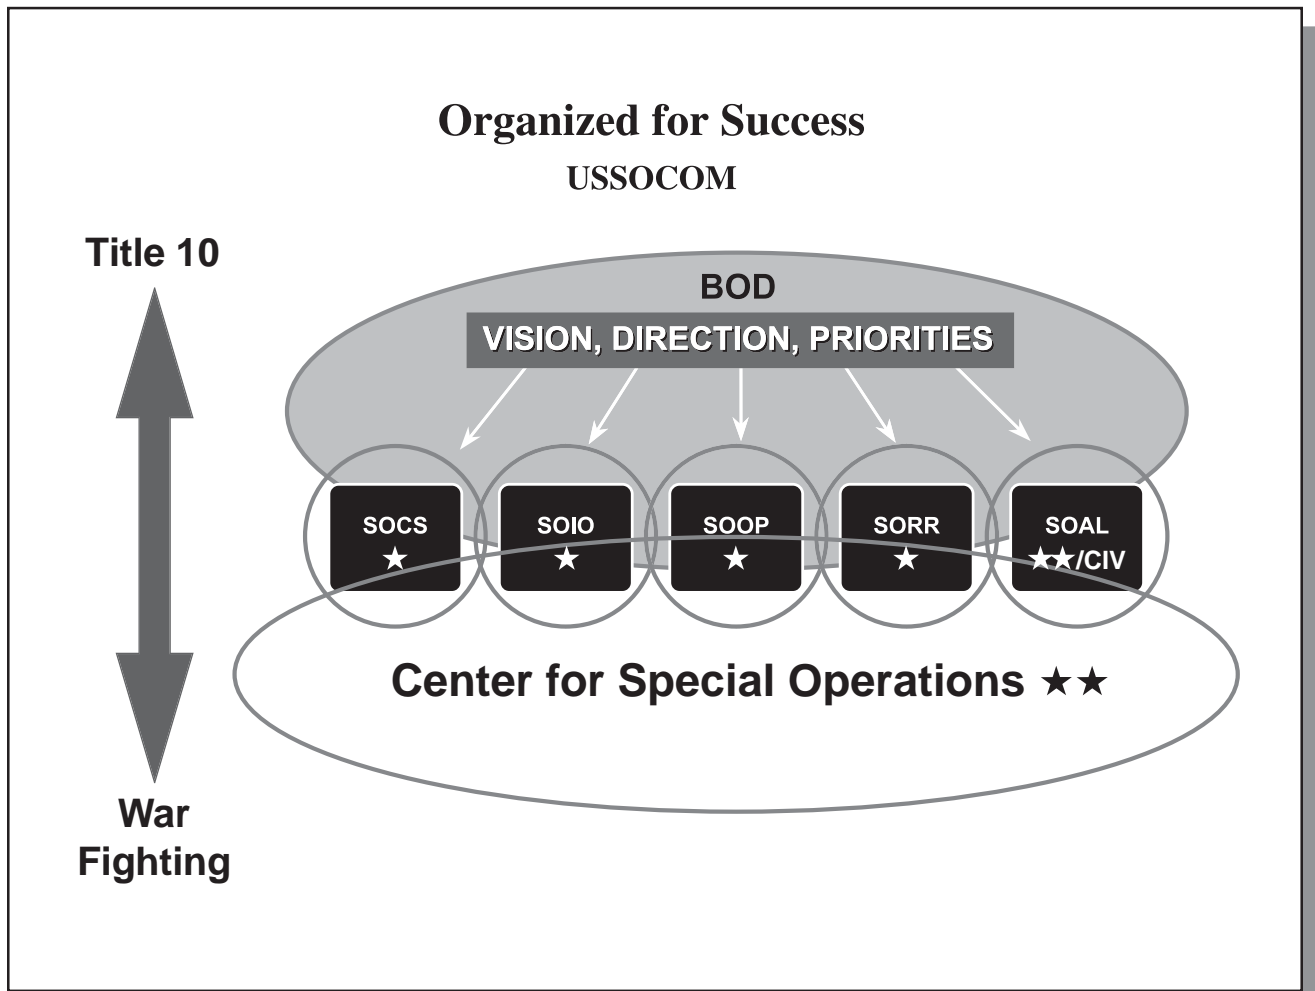 Organized for Success
USSOCOM
Title 10
BOD
VISION, DIRECTION, PRIORITIES
SOCS
★
SOIO
★
SOOP
★
SORR
★
SOAL
★★/CIV
Center for Special Operations ★★
War
Fighting